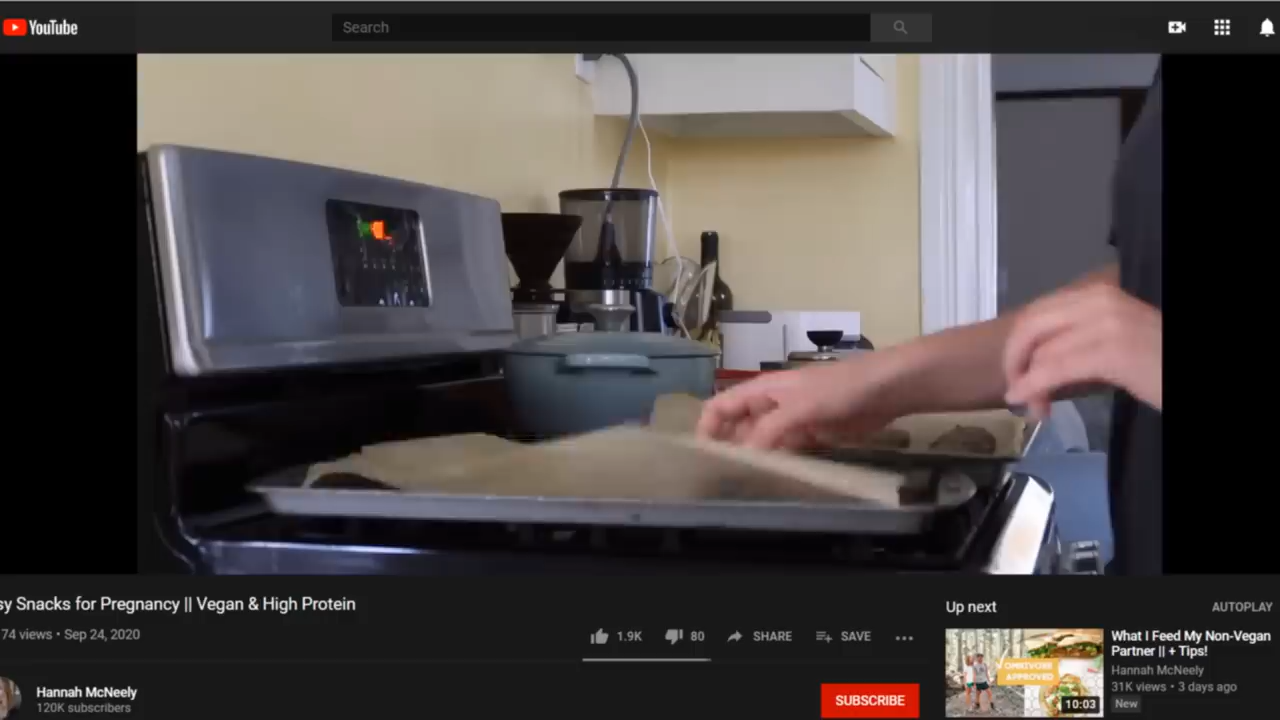 YouTube
Search
sy Snacks for Pregnancy || Vegan & High Protein
74 views • Sep 24, 2020
1.9K
80
SHARE
SAVE
Hannah McNeely
120K subscribers
SUBSCRIBE
Up next
AUTOPLAY
OMNIVORE
APPROVED
10:03
What I Feed My Non-Vegan
Partner || + Tips!
Hannah McNeely
31K views • 3 days ago
New